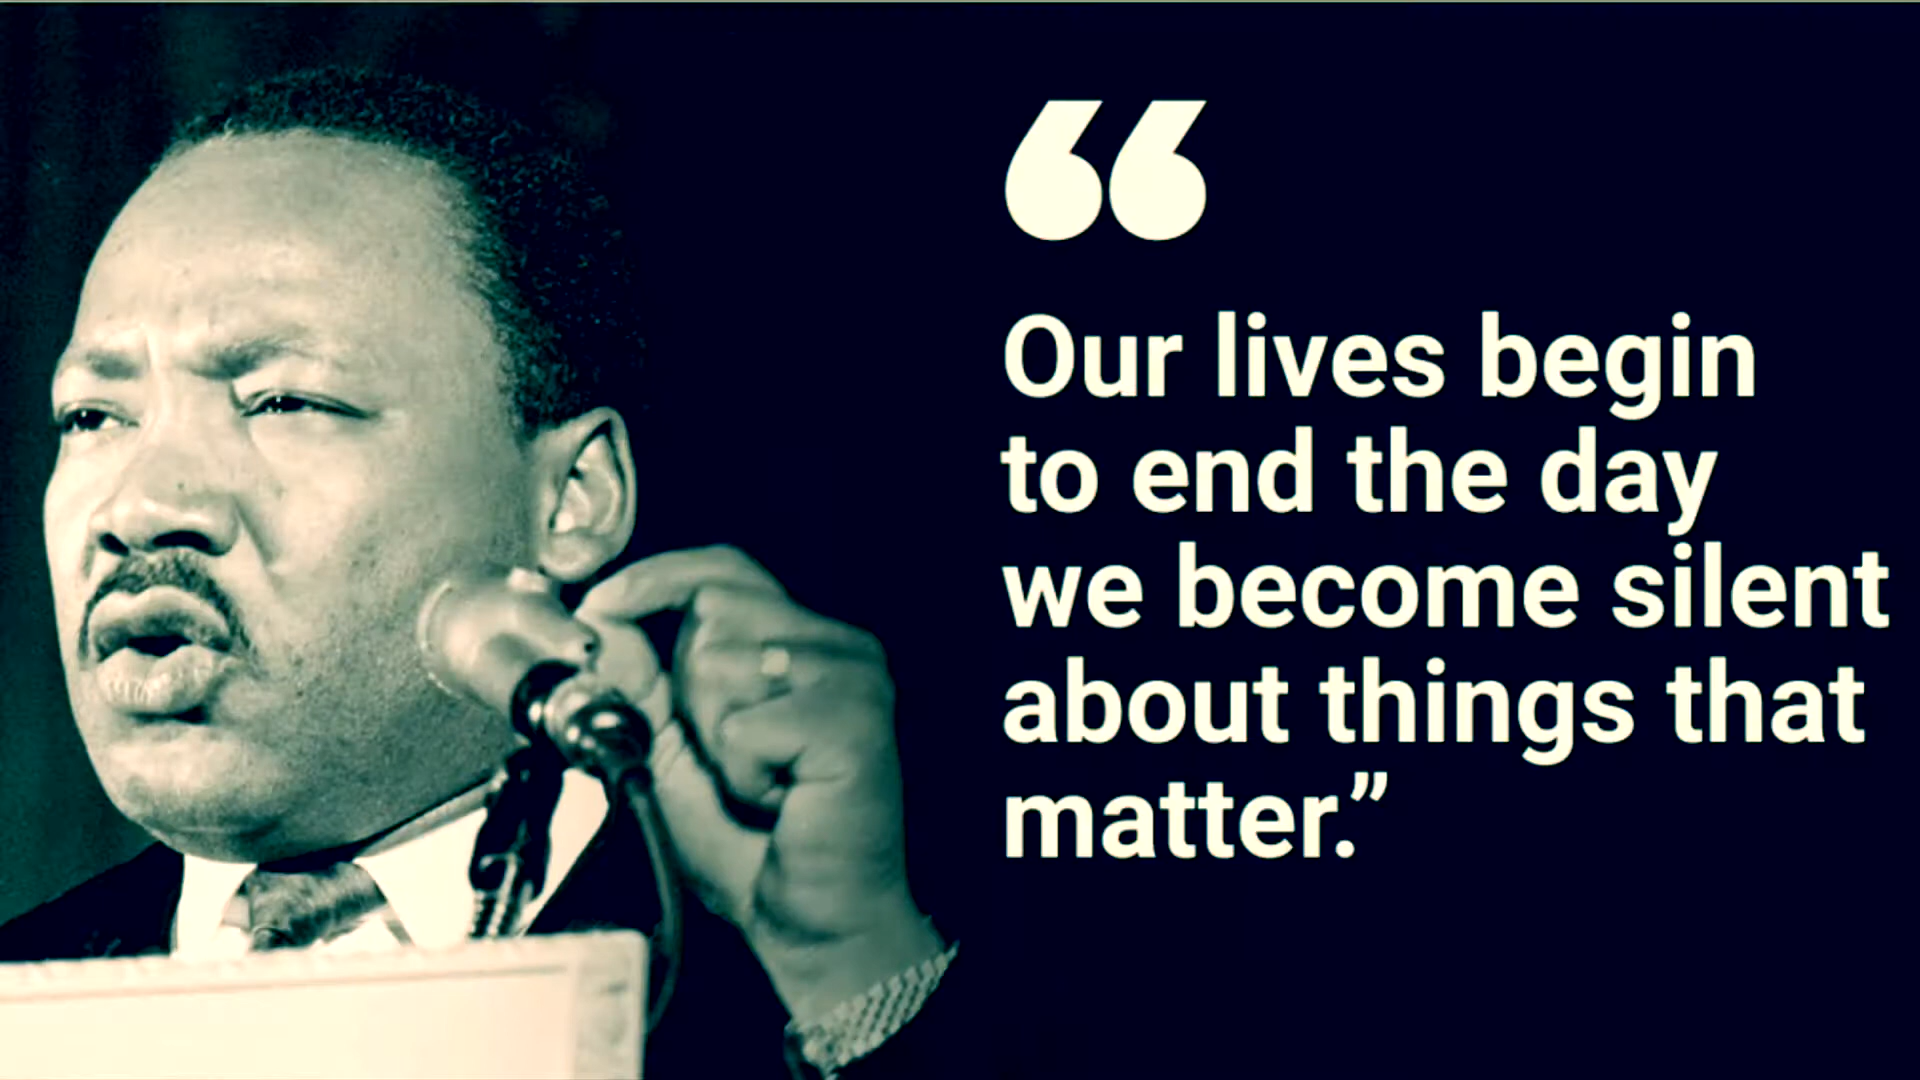 “
Our lives begin
to end the day
we become silent
about things that
matter.”